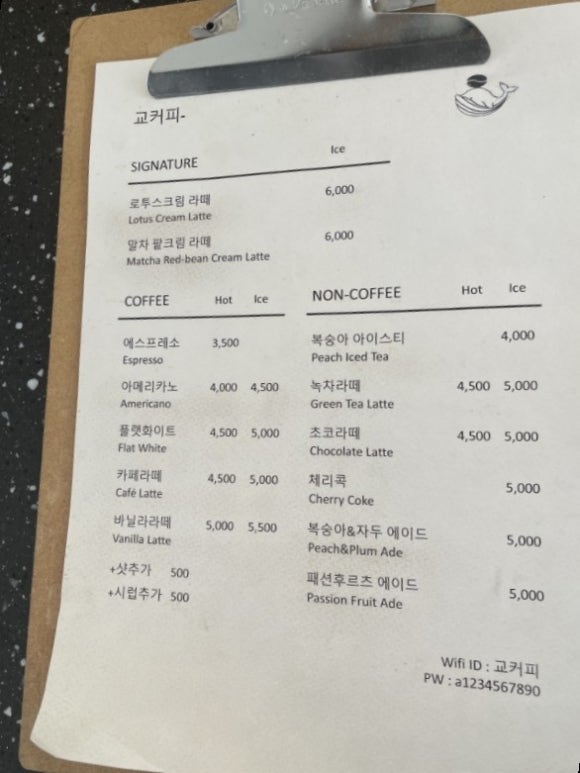 교커피-
SIGNATURE Ice
로투스크림 라떼 6,000
Lotus Cream Latte
말차 팥크림 라떼 6,000
Matcha Red-bean Cream Latte
COFFEE Hot Ice
에스프레소 3,500
Espresso
아메리카노 4,000 4,500
Americano
플랫화이트 4,500 5,000
Flat White
카페라떼 4,500 5,000
Café Latte
바닐라라떼 5,000 5,500
Vanilla Latte
+샷추가 500
+시럽추가 500
NON-COFFEE Hot Ice
복숭아 아이스티 4,000
Peach Iced Tea
녹차라떼 4,500 5,000
Green Tea Latte
초코라떼 4,500 5,000
Chocolate Latte
체리콕 5,000
Cherry Coke
복숭아&자두 에이드 5,000
Peach&Plum Ade
패션후르츠 에이드 5,000
Passion Fruit Ade
Wifi ID : 교커피
PW : a1234567890